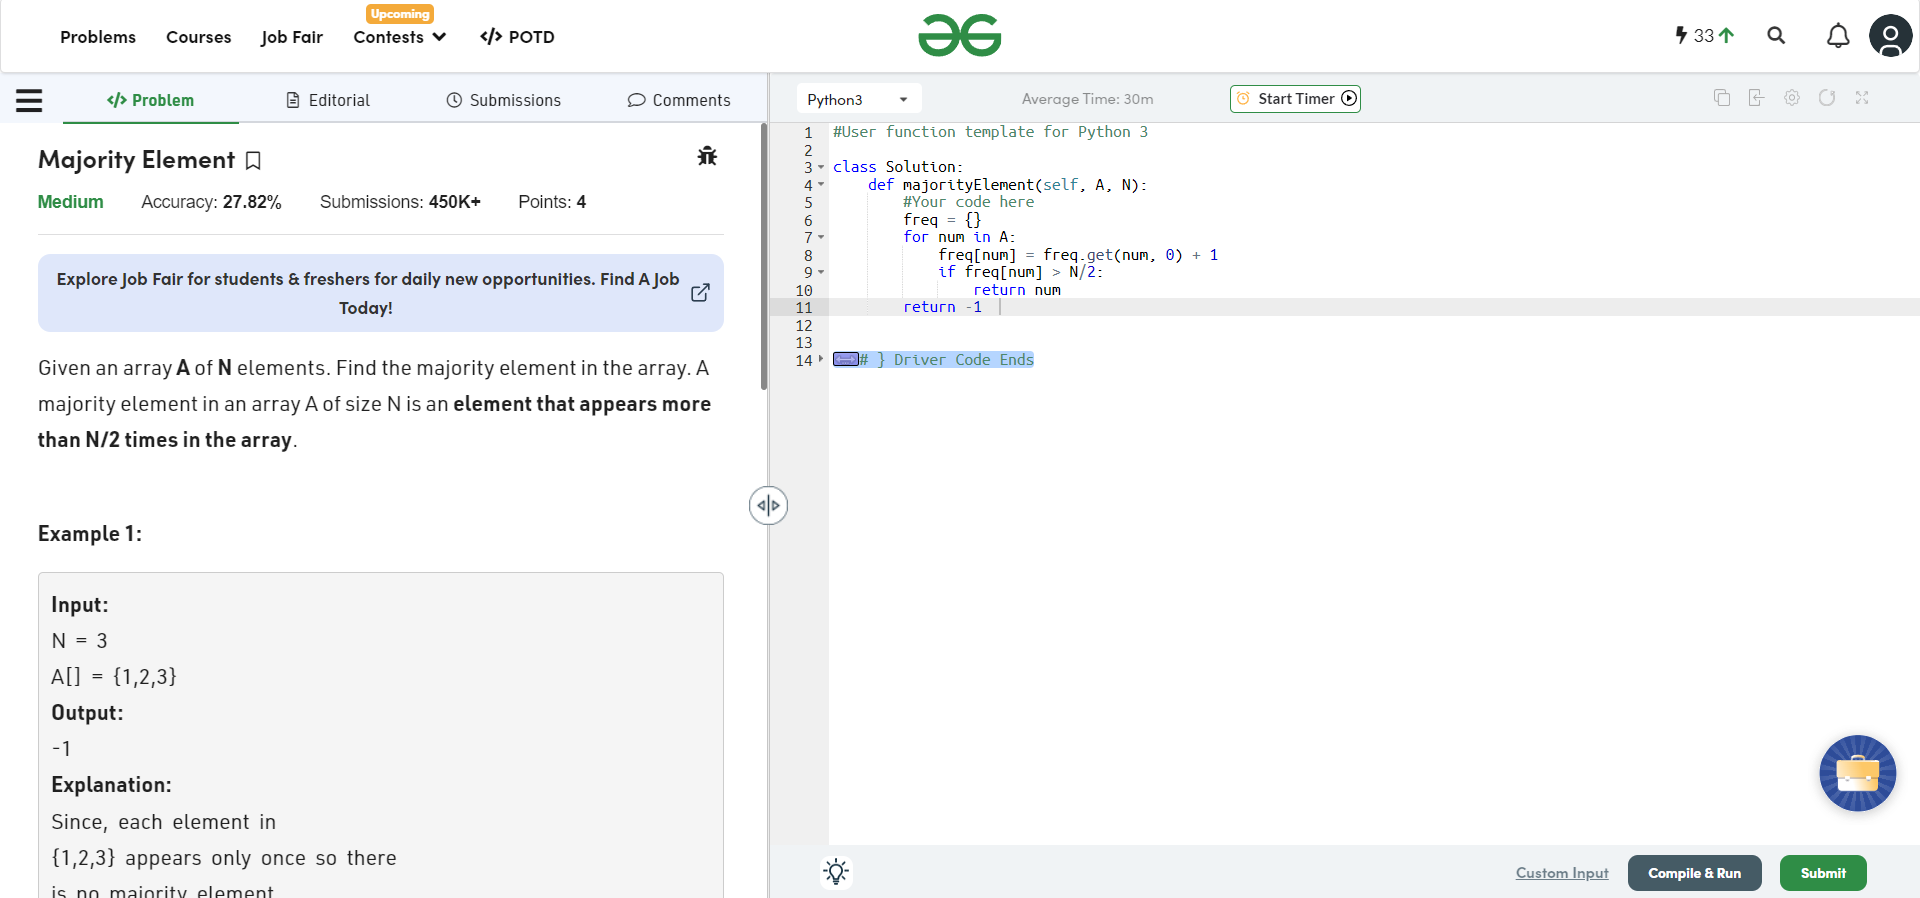 Upcoming
Problems Courses Job Fair Contests </> POTD
33
</> Problem Editorial Submissions Comments
Majority Element
Medium Accuracy: 27.82% Submissions: 450K+ Points: 4
Explore Job Fair for students & freshers for daily new opportunities. Find A Job
Today!
Given an array A of N elements. Find the majority element in the array. A
majority element in an array A of size N is an element that appears more
than N/2 times in the array.
Example 1:
Input:
N = 3
A[] = {1,2,3}
Output:
-1
Explanation:
Since, each element in
{1,2,3} appears only once so there
is no majority element.
Python3 Average Time: 30m Start Timer
1 #User function template for Python 3
2
3 class Solution:
4     def majorityElement(self, A, N):
5         #Your code here
6         freq = {}
7         for num in A:
8             freq[num] = freq.get(num, 0) + 1
9             if freq[num] > N/2:
10                 return num
11         return -1
12
13
14 # } Driver Code Ends
Custom Input Compile & Run Submit